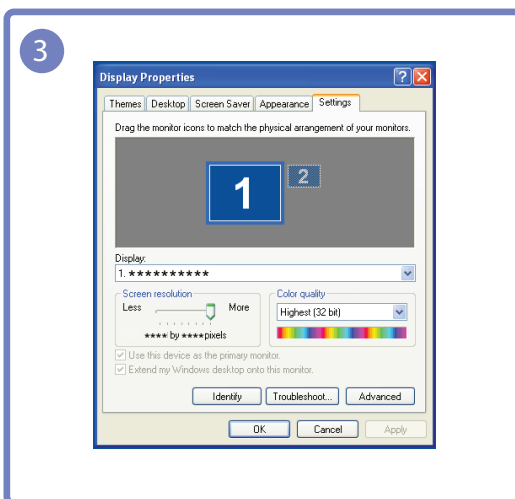 3
Display Properties
Themes Desktop Screen Saver Appearance Settings
Drag the monitor icons to match the physical arrangement of your monitors.
1 2
Display:
1. **********
Screen resolution
Less More
**** by **** pixels
Color quality
Highest (32 bit)
Use this device as the primary monitor.
Extend my Windows desktop onto this monitor.
Identify Troubleshoot... Advanced
OK Cancel Apply